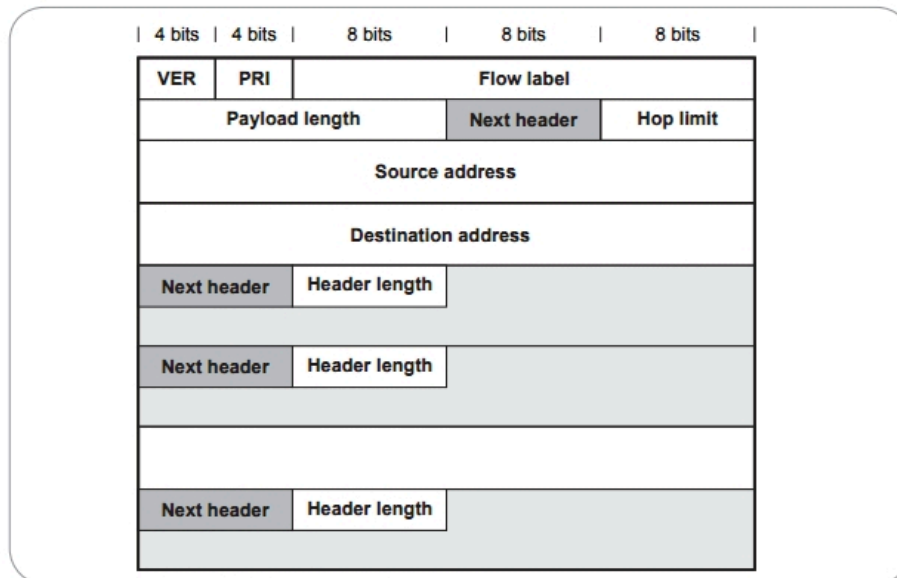 | 4 bits | 4 bits | 8 bits | 8 bits | 8 bits |
VER PRI Flow label
Payload length Next header Hop limit
Source address
Destination address
Next header Header length
Next header Header length
Next header Header length